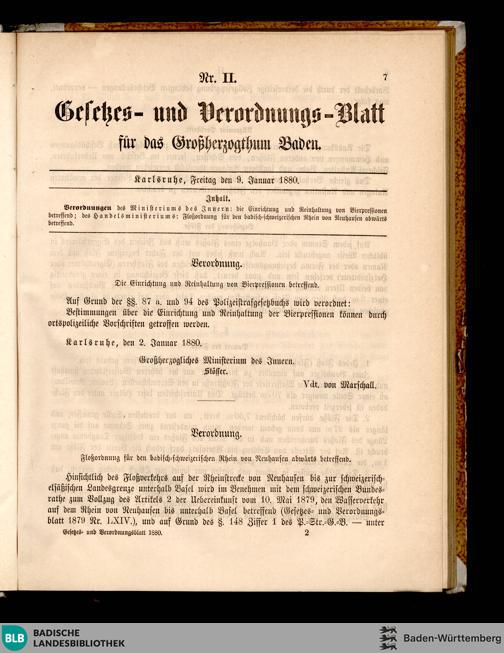 Nr. II.
7
Gesetzes- und Verordnungs-Blatt
für das Großherzogthum Baden.
Karlsruhe, Freitag den 9. Januar 1880.
Inhalt.
Verordnungen des Ministeriums des Innern: die Einrichtung und Reinhaltung von Bierpressionen
betreffend; des Handelsministeriums: Floßordnung für den badisch-schweizerischen Rhein von Neuhausen abwärts
betreffend.
Verordnung.
Die Einrichtung und Reinhaltung von Bierpressionen betreffend.
Auf Grund der §§. 87 a. und 94 des Polizeistrafgesetzbuchs wird verordnet:
Bestimmungen über die Einrichtung und Reinhaltung der Bierpressionen können durch
ortspolizeiliche Vorschriften getroffen werden.
Karlsruhe, den 2. Januar 1880.
Großherzogliches Ministerium des Innern.
Stösser.
Vdt. von Marschall.
Verordnung.
Floßordnung für den badisch-schweizerischen Rhein von Neuhausen abwärts betreffend.
Hinsichtlich des Floßverkehrs auf der Rheinstrecke von Neuhausen bis zur schweizerisch-
elsäßischen Landesgrenze unterhalb Basel wird im Benehmen mit dem schweizerischen Bundes-
rathe zum Vollzug des Artikels 2 der Uebereinkunft vom 10. Mai 1879, den Wasserverkehr
auf dem Rhein von Neuhausen bis unterhalb Basel betreffend (Gesetzes- und Verordnungs-
blatt 1879 Nr. LXIV.), und auf Grund des §. 148 Ziffer 1 des P.-Str.-G.-B. — unter
Gesetzes- und Verordnungsblatt 1880.
2
BLB BADISCHE
LANDESBIBLIOTHEK
Baden-Württemberg